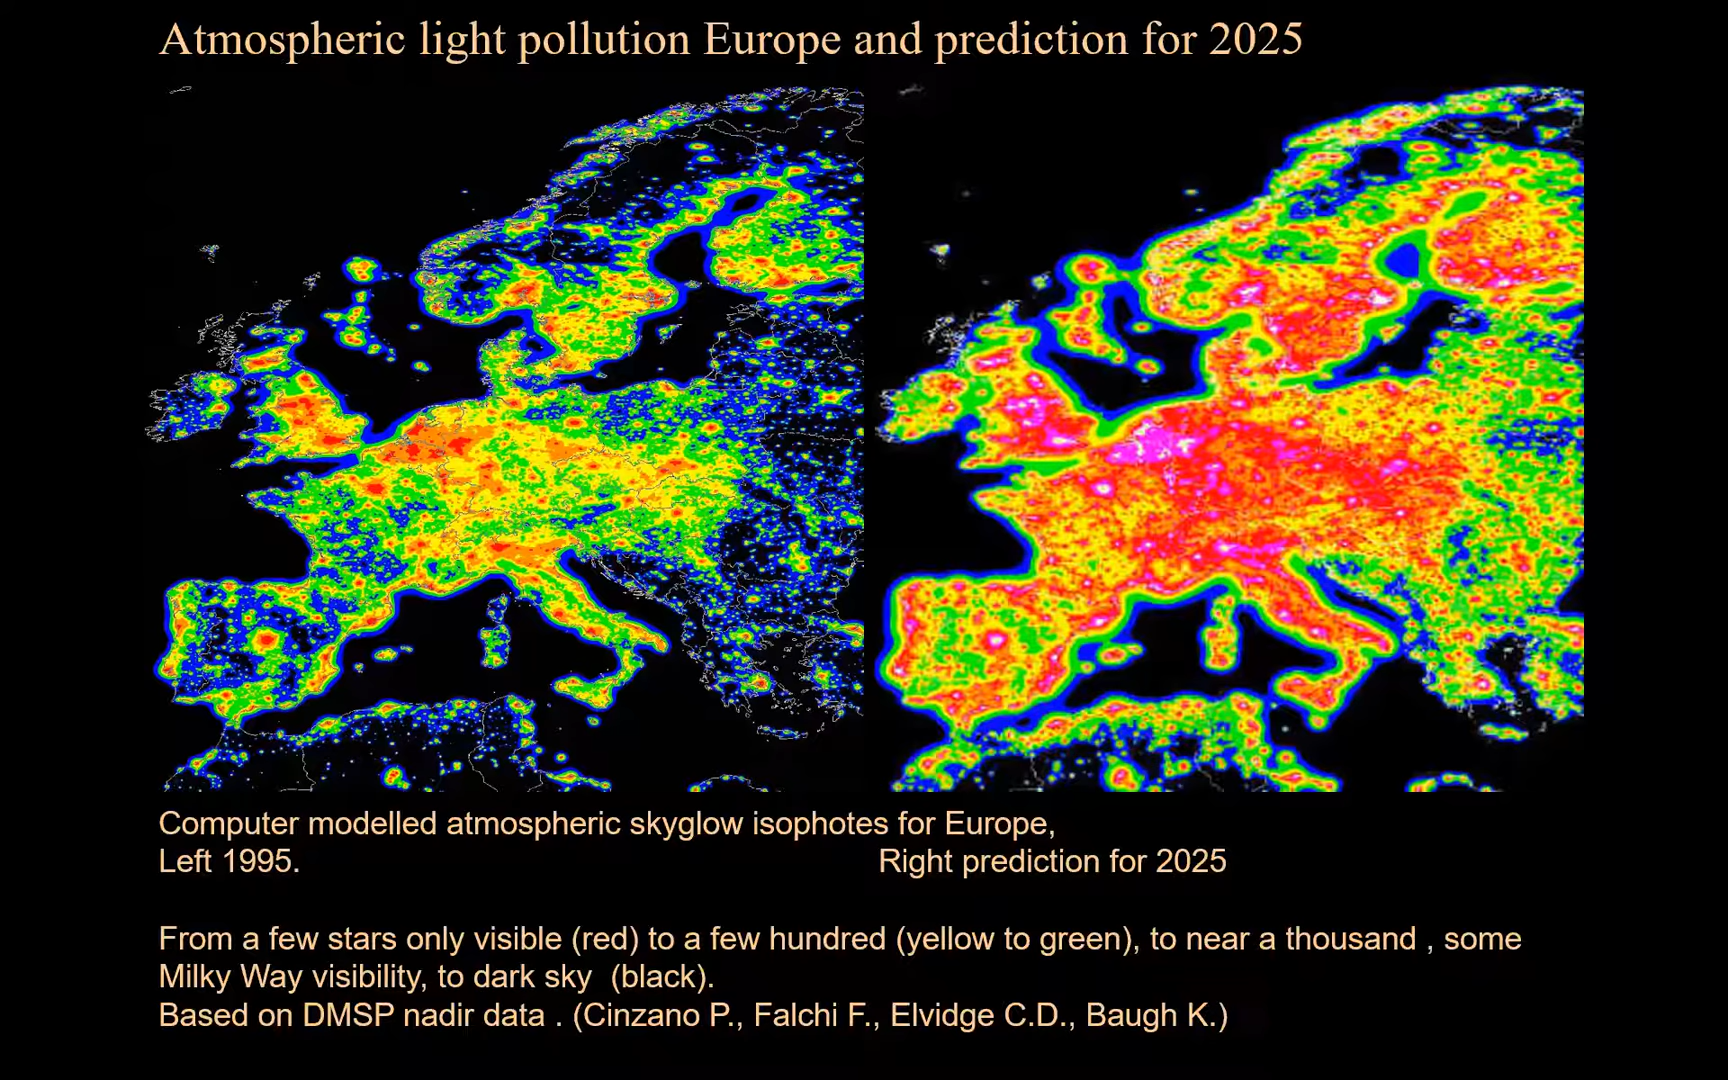 Atmospheric light pollution Europe and prediction for 2025
Computer modelled atmospheric skyglow isophotes for Europe,
Left 1995. Right prediction for 2025
From a few stars only visible (red) to a few hundred (yellow to green), to near a thousand , some
Milky Way visibility, to dark sky  (black).
Based on DMSP nadir data . (Cinzano P., Falchi F., Elvidge C.D., Baugh K.)